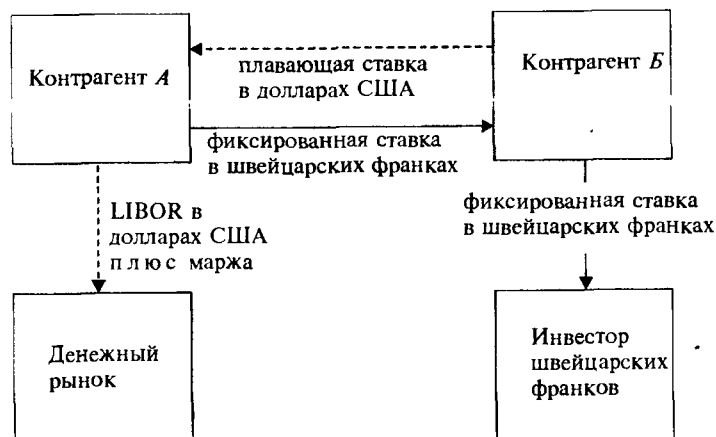 Контрагент А
плавающая ставка
в долларах США
Контрагент Б
фиксированная ставка
в швейцарских франках
LIBOR в
долларах США
плюс маржа
фиксированная ставка
в швейцарских франках
Денежный
рынок
Инвестор
швейцарских
франков